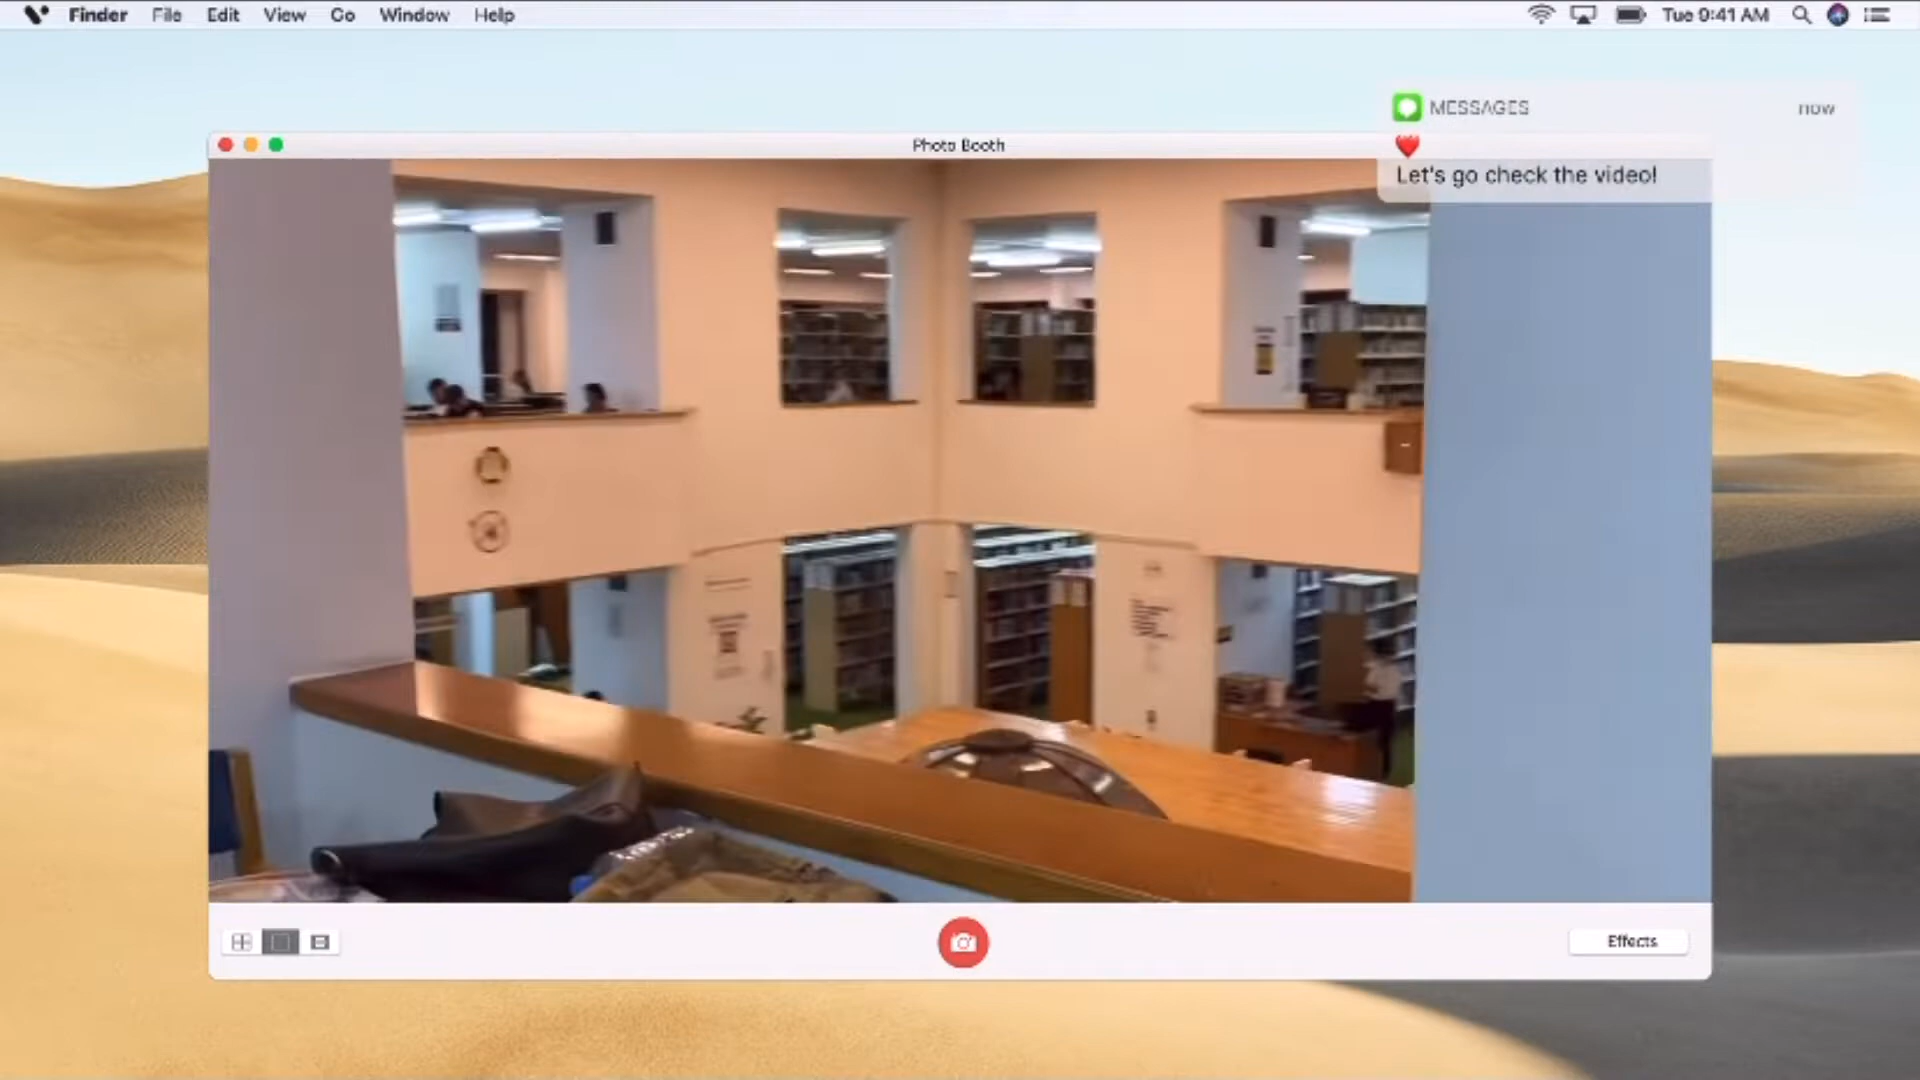 Finder File Edit View Go Window Help Tue 9:41 AM
MESSAGES now
❤️
Let's go check the video!
Photo Booth
Effects